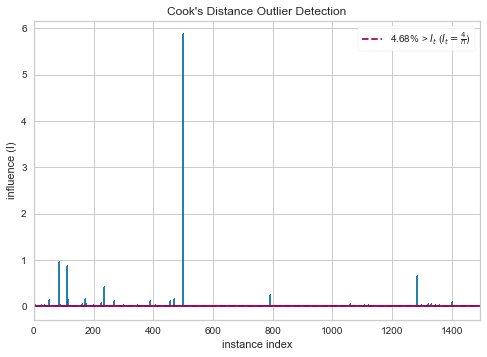 Cook's Distance Outlier Detection
4.68% > I_t (I_t = 4/n)
influence (I)
6
5
4
3
2
1
0
0 200 400 600 800 1000 1200 1400
instance index